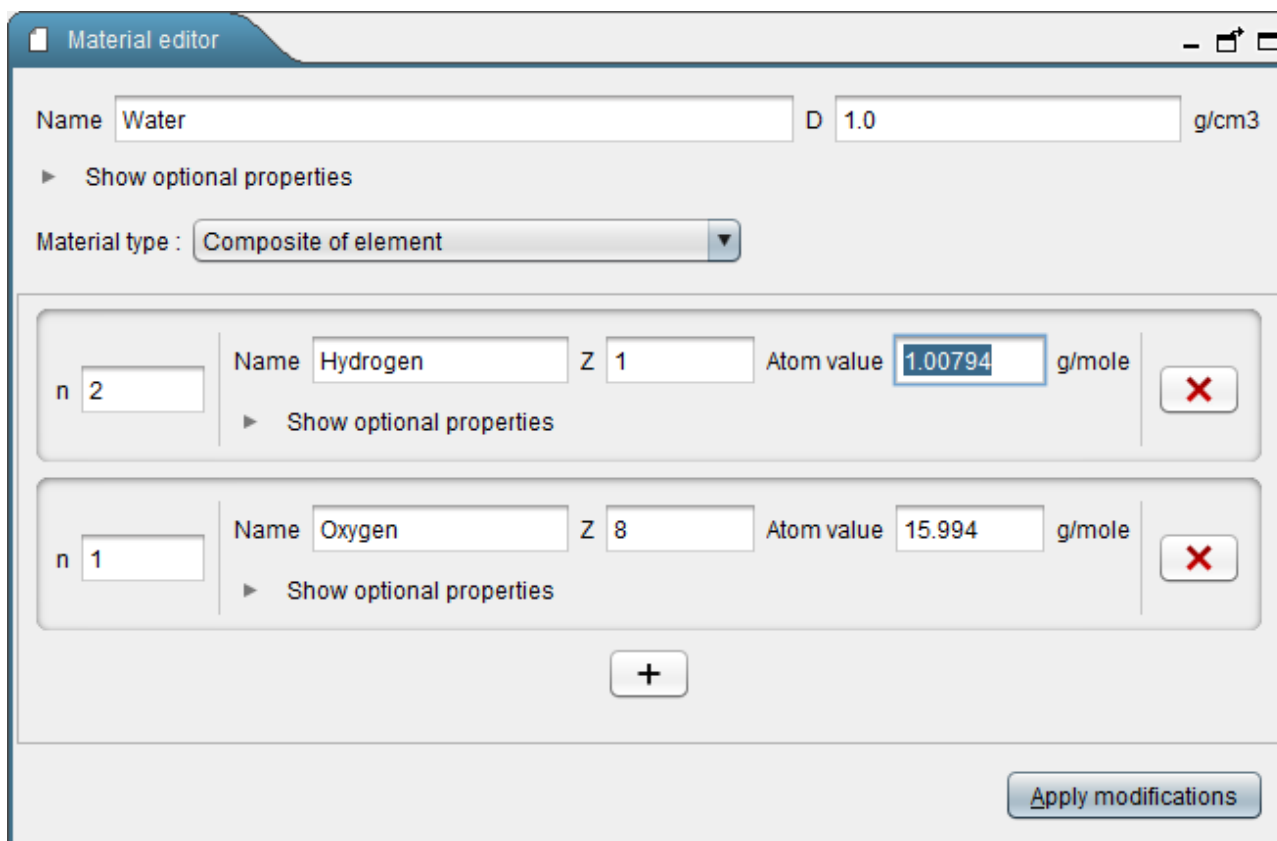 Material editor
Name Water D 1.0 g/cm3
Show optional properties
Material type : Composite of element
Name Hydrogen Z 1 Atom value 1.00794 g/mole
n 2
Show optional properties
Name Oxygen Z 8 Atom value 15.994 g/mole
n 1
Show optional properties
+
Apply modifications